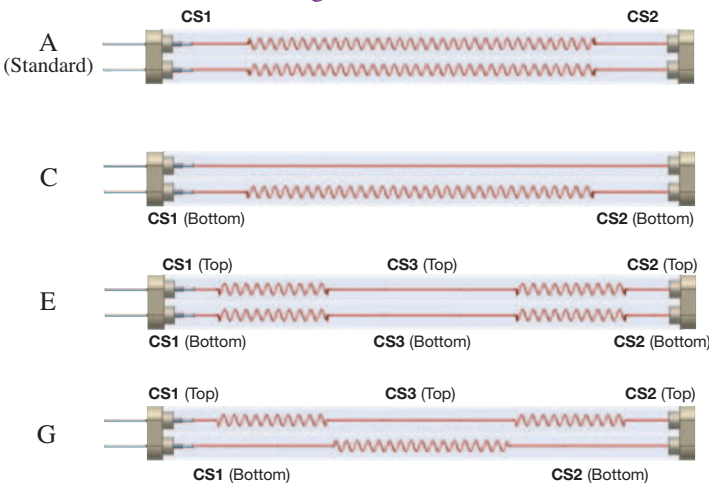 CS1 CS2
A
(Standard)
C
CS1 (Bottom) CS2 (Bottom)
CS1 (Top) CS3 (Top) CS2 (Top)
E
CS1 (Bottom) CS3 (Bottom) CS2 (Bottom)
CS1 (Top) CS3 (Top) CS2 (Top)
G
CS1 (Bottom) CS2 (Bottom)